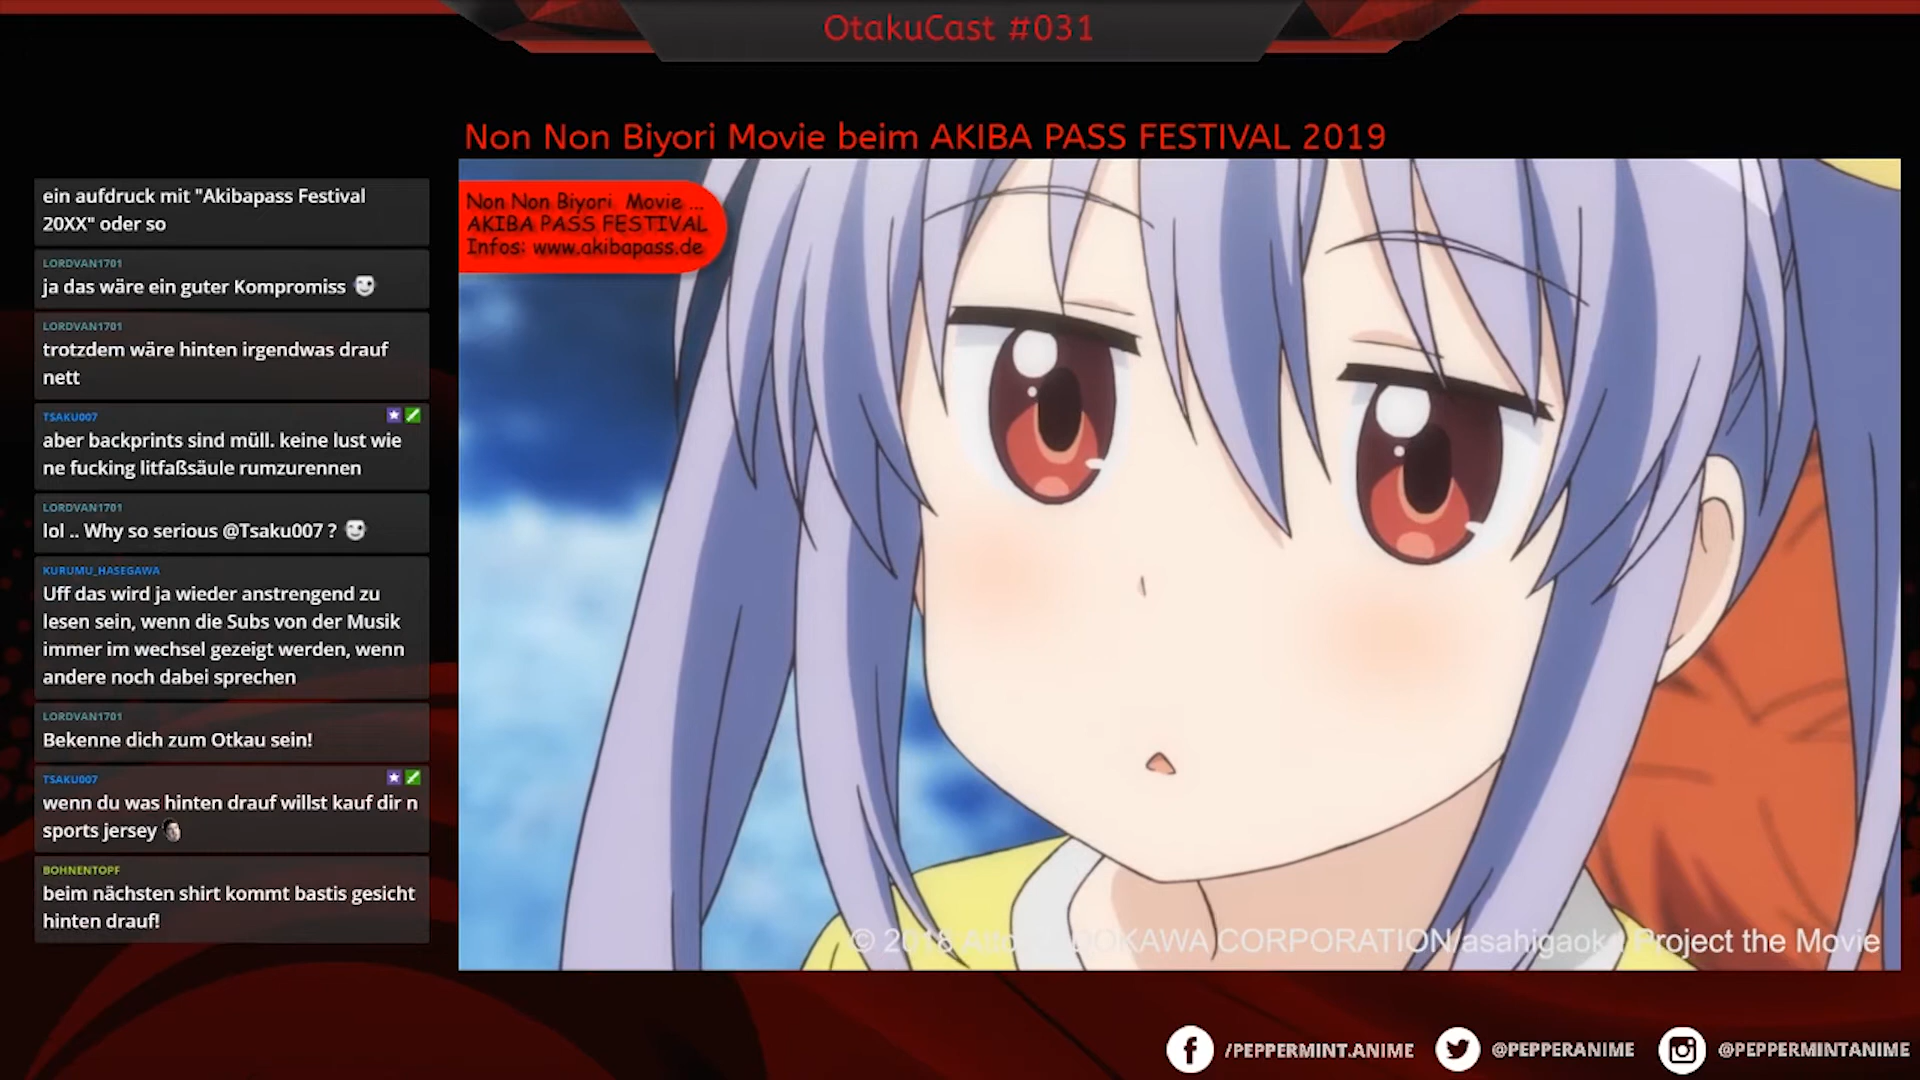 OtakuCast #031
Non Non Biyori Movie beim AKIBA PASS FESTIVAL 2019
Non Non Biyori Movie ...
AKIBA PASS FESTIVAL
Infos: www.akibapass.de
ein aufdruck mit "Akibapass Festival
20XX" oder so
LORDVAN1701
ja das wäre ein guter Kompromiss
LORDVAN1701
trotzdem wäre hinten irgendwas drauf
nett
TSAKU007
aber backprints sind müll. keine lust wie
ne fucking litfaßsäule rumzurennen
LORDVAN1701
lol .. Why so serious @Tsaku007 ?
KURUMU_HASEGAWA
Uff das wird ja wieder anstrengend zu
lesen sein, wenn die Subs von der Musik
immer im wechsel gezeigt werden, wenn
andere noch dabei sprechen
LORDVAN1701
Bekenne dich zum Otkau sein!
TSAKU007
wenn du was hinten drauf willst kauf dir n
sports jersey
BOHNENTOPF
beim nächsten shirt kommt bastis gesicht
hinten drauf!
© 2018 CORPORATION Project the Movie
/PEPPERMINT.ANIME
@PEPPERANIME
@PEPPERMINTANIME